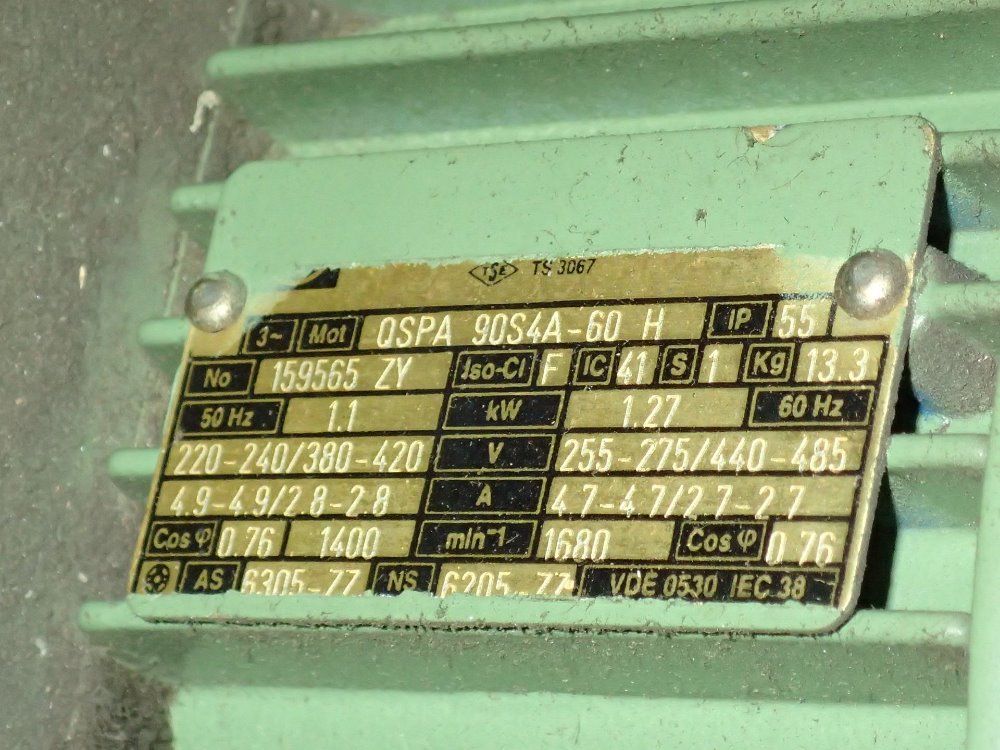 TSE TS 3067
3~ Mot QSPA 90S4A-60 H IP 55
No 159565 ZY Iso-Cl F IC 41 S 1 Kg 13.3
50 Hz 1.1 kW 1.27 60 Hz
220-240/380-420 V 255-275/440-485
4.9-4.9/2.8-2.8 A 4.7-4.7/2.7-2.7
Cos φ 0.76 1400 min⁻¹ 1680 Cos φ 0.76
AS 6305-ZZ NS 6205-ZZ VDE 0530 IEC 38